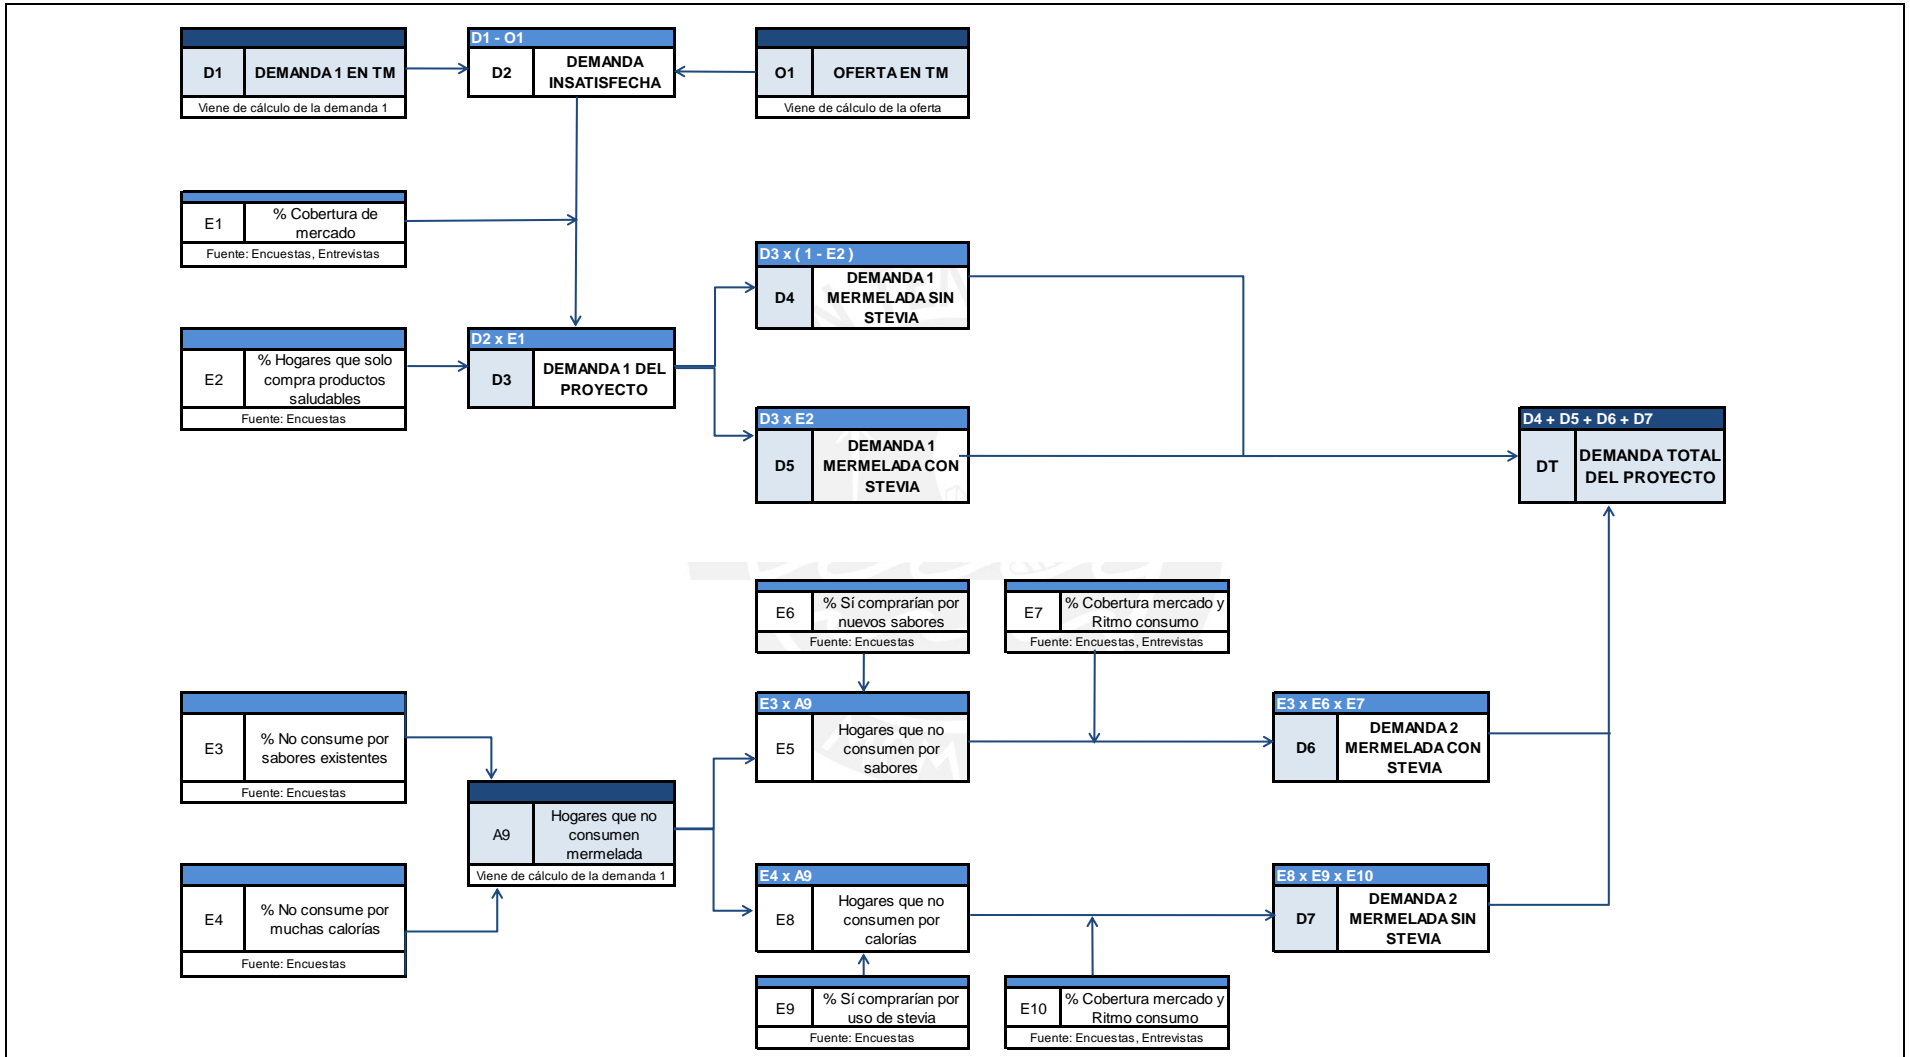 D1
DEMANDA 1 EN TM
Viene de cálculo de la demanda 1
D1 - O1
D2
DEMANDA
INSATISFECHA
O1
OFERTA EN TM
Viene de cálculo de la oferta
E1
% Cobertura de
mercado
Fuente: Encuestas, Entrevistas
E2
% Hogares que solo
compra productos
saludables
Fuente: Encuestas
D2 x E1
D3
DEMANDA 1 DEL
PROYECTO
D3 x ( 1 - E2 )
D4
DEMANDA 1
MERMELADA SIN
STEVIA
D3 x E2
D5
DEMANDA 1
MERMELADA CON
STEVIA
D4 + D5 + D6 + D7
DT
DEMANDA TOTAL
DEL PROYECTO
E6
% Sí comprarían por
nuevos sabores
Fuente: Encuestas
E7
% Cobertura mercado y
Ritmo consumo
Fuente: Encuestas, Entrevistas
E3
% No consume por
sabores existentes
Fuente: Encuestas
E3 x A9
E5
Hogares que no
consumen por
sabores
E3 x E6 x E7
D6
DEMANDA 2
MERMELADA CON
STEVIA
A9
Hogares que no
consumen
mermelada
Viene de cálculo de la demanda 1
E4
% No consume por
muchas calorías
Fuente: Encuestas
E4 x A9
E8
Hogares que no
consumen por
calorías
E8 x E9 x E10
D7
DEMANDA 2
MERMELADA SIN
STEVIA
E9
% Sí comprarían por
uso de stevia
Fuente: Encuestas
E10
% Cobertura mercado y
Ritmo consumo
Fuente: Encuestas, Entrevistas